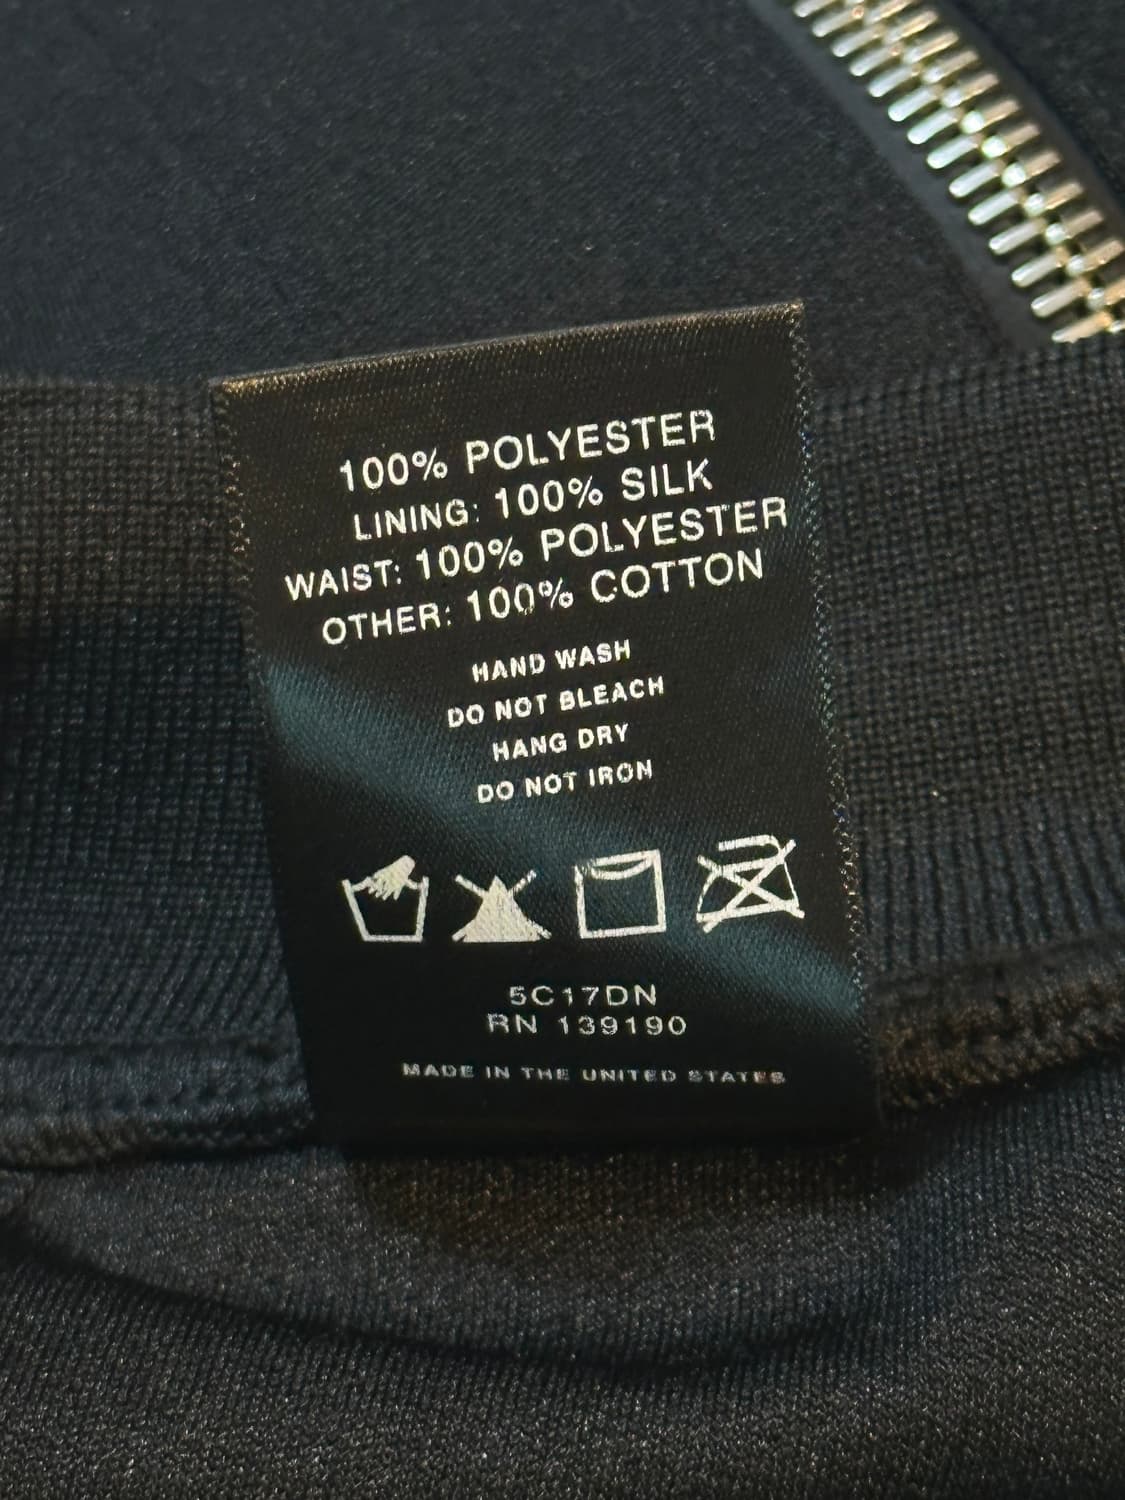 100% POLYESTER
LINING: 100% SILK
WAIST: 100% POLYESTER
OTHER: 100% COTTON
HAND WASH
DO NOT BLEACH
HANG DRY
DO NOT IRON
5C17DN
RN 139190
MADE IN THE UNITED STATES